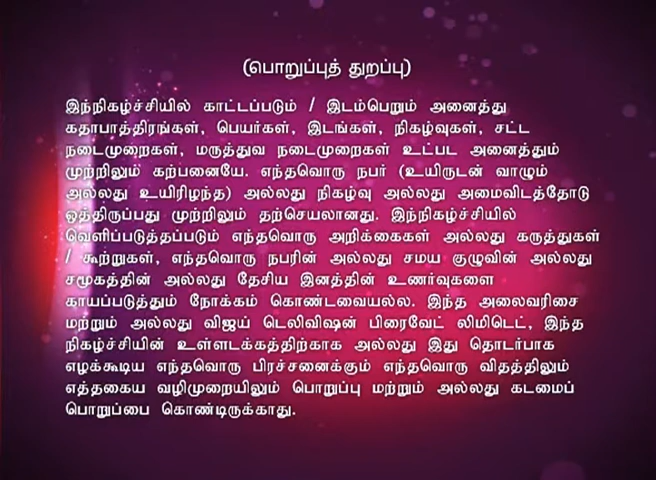 (பொறுப்புத் துறப்பு)
இந்நிகழ்ச்சியில் காட்டப்படும் / இடம்பெறும் அனைத்து
கதாபாத்திரங்கள், பெயர்கள், இடங்கள், நிகழ்வுகள், சட்ட
நடைமுறைகள், மருத்துவ நடைமுறைகள் உட்பட அனைத்தும்
முற்றிலும் கற்பனையே. எந்தவொரு நபர் (உயிருடன் வாழும்
அல்லது உயிரிழந்த) அல்லது நிகழ்வு அல்லது அமைவிடத்தோடு
ஒத்திருப்பது முற்றிலும் தற்செயலானது. இந்நிகழ்ச்சியில்
வெளிப்படுத்தப்படும் எந்தவொரு அறிக்கைகள் அல்லது கருத்துகள்
/ கூற்றுகள், எந்தவொரு நபரின் அல்லது சமய குழுவின் அல்லது
சமூகத்தின் அல்லது தேசிய இனத்தின் உணர்வுகளை
காயப்படுத்தும் நோக்கம் கொண்டவையல்ல. இந்த அலைவரிசை
மற்றும் அல்லது விஜய் டெலிவிஷன் பிரைவேட் லிமிடெட், இந்த
நிகழ்ச்சியின் உள்ளடக்கத்திற்காக அல்லது இது தொடர்பாக
எழக்கூடிய எந்தவொரு பிரச்சனைக்கும் எந்தவொரு விதத்திலும்
எத்தகைய வழிமுறையிலும் பொறுப்பு மற்றும் அல்லது கடமைப்
பொறுப்பை கொண்டிருக்காது.